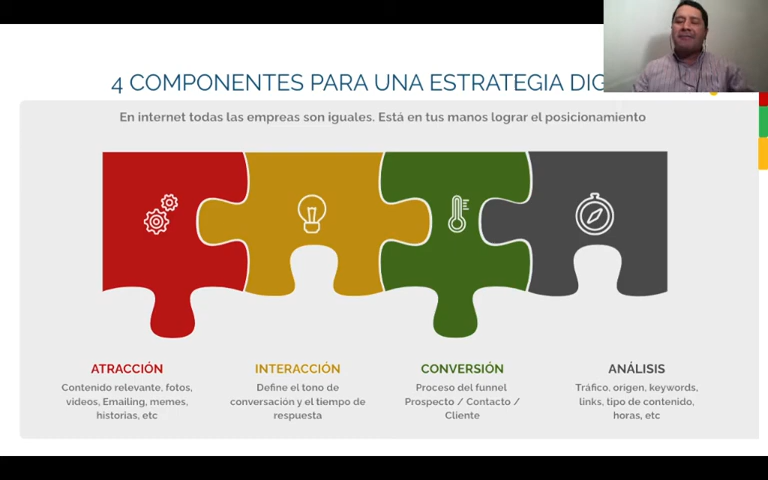 4 COMPONENTES PARA UNA ESTRATEGIA
En internet todas las empreas son iguales. Está en tus manos lograr el posicionamiento
ATRACCIÓN
Contenido relevante, fotos,
videos, Emailing, memes,
historias, etc
INTERACCIÓN
Define el tono de
conversación y el tiempo de
respuesta
CONVERSIÓN
Proceso del funnel
Prospecto / Contacto /
Cliente
ANÁLISIS
Tráfico, origen, keywords,
links, tipo de contenido,
horas, etc